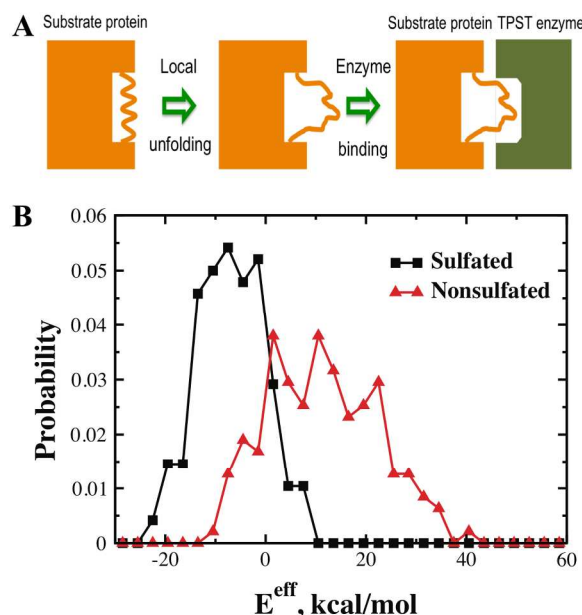 A
Substrate protein
Substrate protein TPST enzyme
Local
unfolding
Enzyme
binding
B
0.06
0.05
0.04
0.03
0.02
0.01
0
Probability
Sulfated
Nonsulfated
-20 0 20 40 60
E^eff, kcal/mol